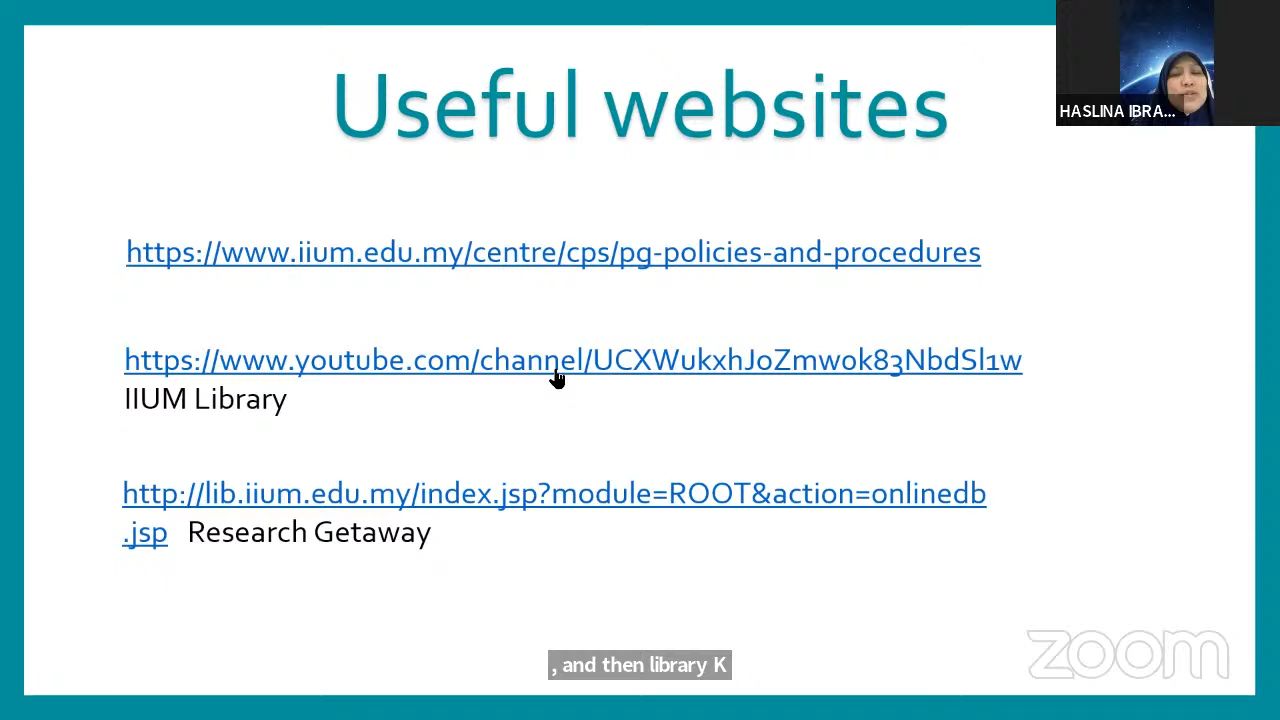 Useful websites
HASLINA IBRA...
https://www.iium.edu.my/centre/cps/pg-policies-and-procedures
https://www.youtube.com/channel/UCXWukxhJoZmwok83NbdSl1w
IIUM Library
http://lib.iium.edu.my/index.jsp?module=ROOT&action=onlinedb
.jsp Research Getaway
, and then library K
zoom